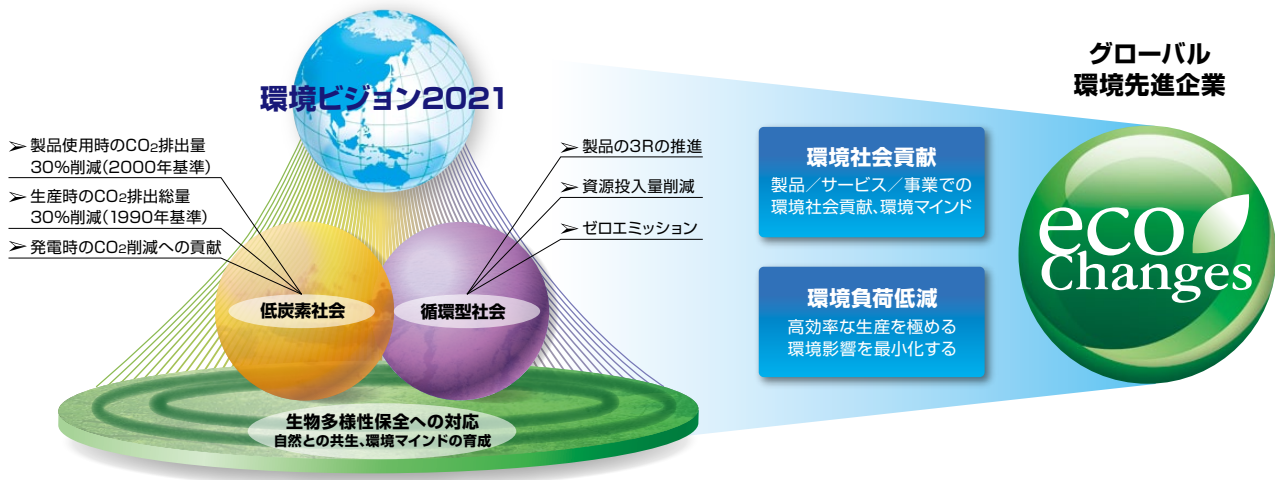 環境ビジョン2021
➢ 製品使用時のCO₂排出量
30%削減(2000年基準)
➢ 生産時のCO₂排出総量
30%削減(1990年基準)
➢ 発電時のCO₂削減への貢献
➢ 製品の3Rの推進
➢ 資源投入量削減
➢ ゼロエミッション
低炭素社会
循環型社会
生物多様性保全への対応
自然との共生、環境マインドの育成
環境社会貢献
製品／サービス／事業での
環境社会貢献、環境マインド
環境負荷低減
高効率な生産を極める
環境影響を最小化する
グローバル
環境先進企業
eco
Changes